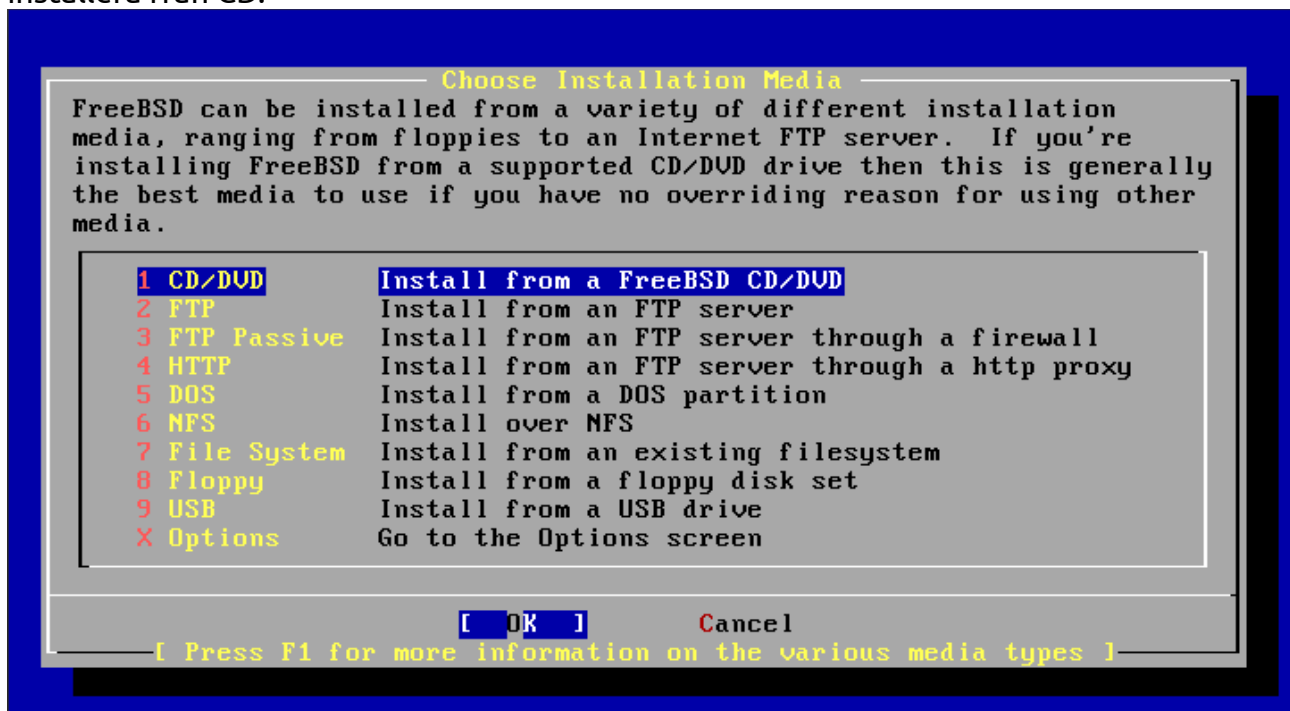 installera från CD.
Choose Installation Media
FreeBSD can be installed from a variety of different installation
media, ranging from floppies to an Internet FTP server.  If you're
installing FreeBSD from a supported CD/DVD drive then this is generally
the best media to use if you have no overriding reason for using other
media.
1 CD/DVD Install from a FreeBSD CD/DVD
2 FTP Install from an FTP server
3 FTP Passive Install from an FTP server through a firewall
4 HTTP Install from an FTP server through a http proxy
5 DOS Install from a DOS partition
6 NFS Install over NFS
7 File System Install from an existing filesystem
8 Floppy Install from a floppy disk set
9 USB Install from a USB drive
X Options Go to the Options screen
[ OK ] Cancel
[ Press F1 for more information on the various media types ]